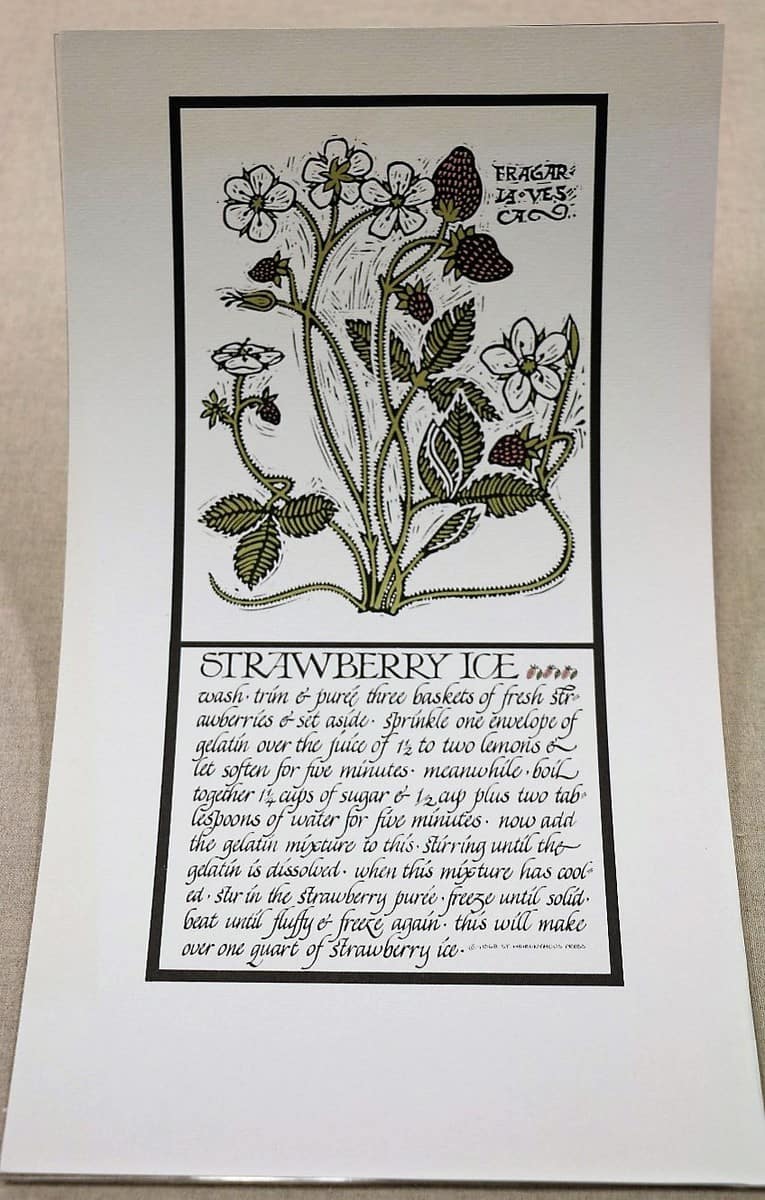 FRAGAR
IA·VES
CA
STRAWBERRY ICE
wash · trim & pureé three baskets of fresh str-
awberries & set aside · sprinkle one envelope of
gelatin over the juice of 1½ to two lemons &
let soften for five minutes · meanwhile · boil
together 1¼ cups of sugar & ½ cup plus two tab-
lespoons of water for five minutes · now add
the gelatin mixture to this · stirring until the
gelatin is dissolved · when this mixture has cool-
ed · stir in the strawberry purée · freeze until solid ·
beat until fluffy & freeze again · this will make
over one quart of strawberry ice ·
© 1968 ST. HIERONYMOUS PRESS